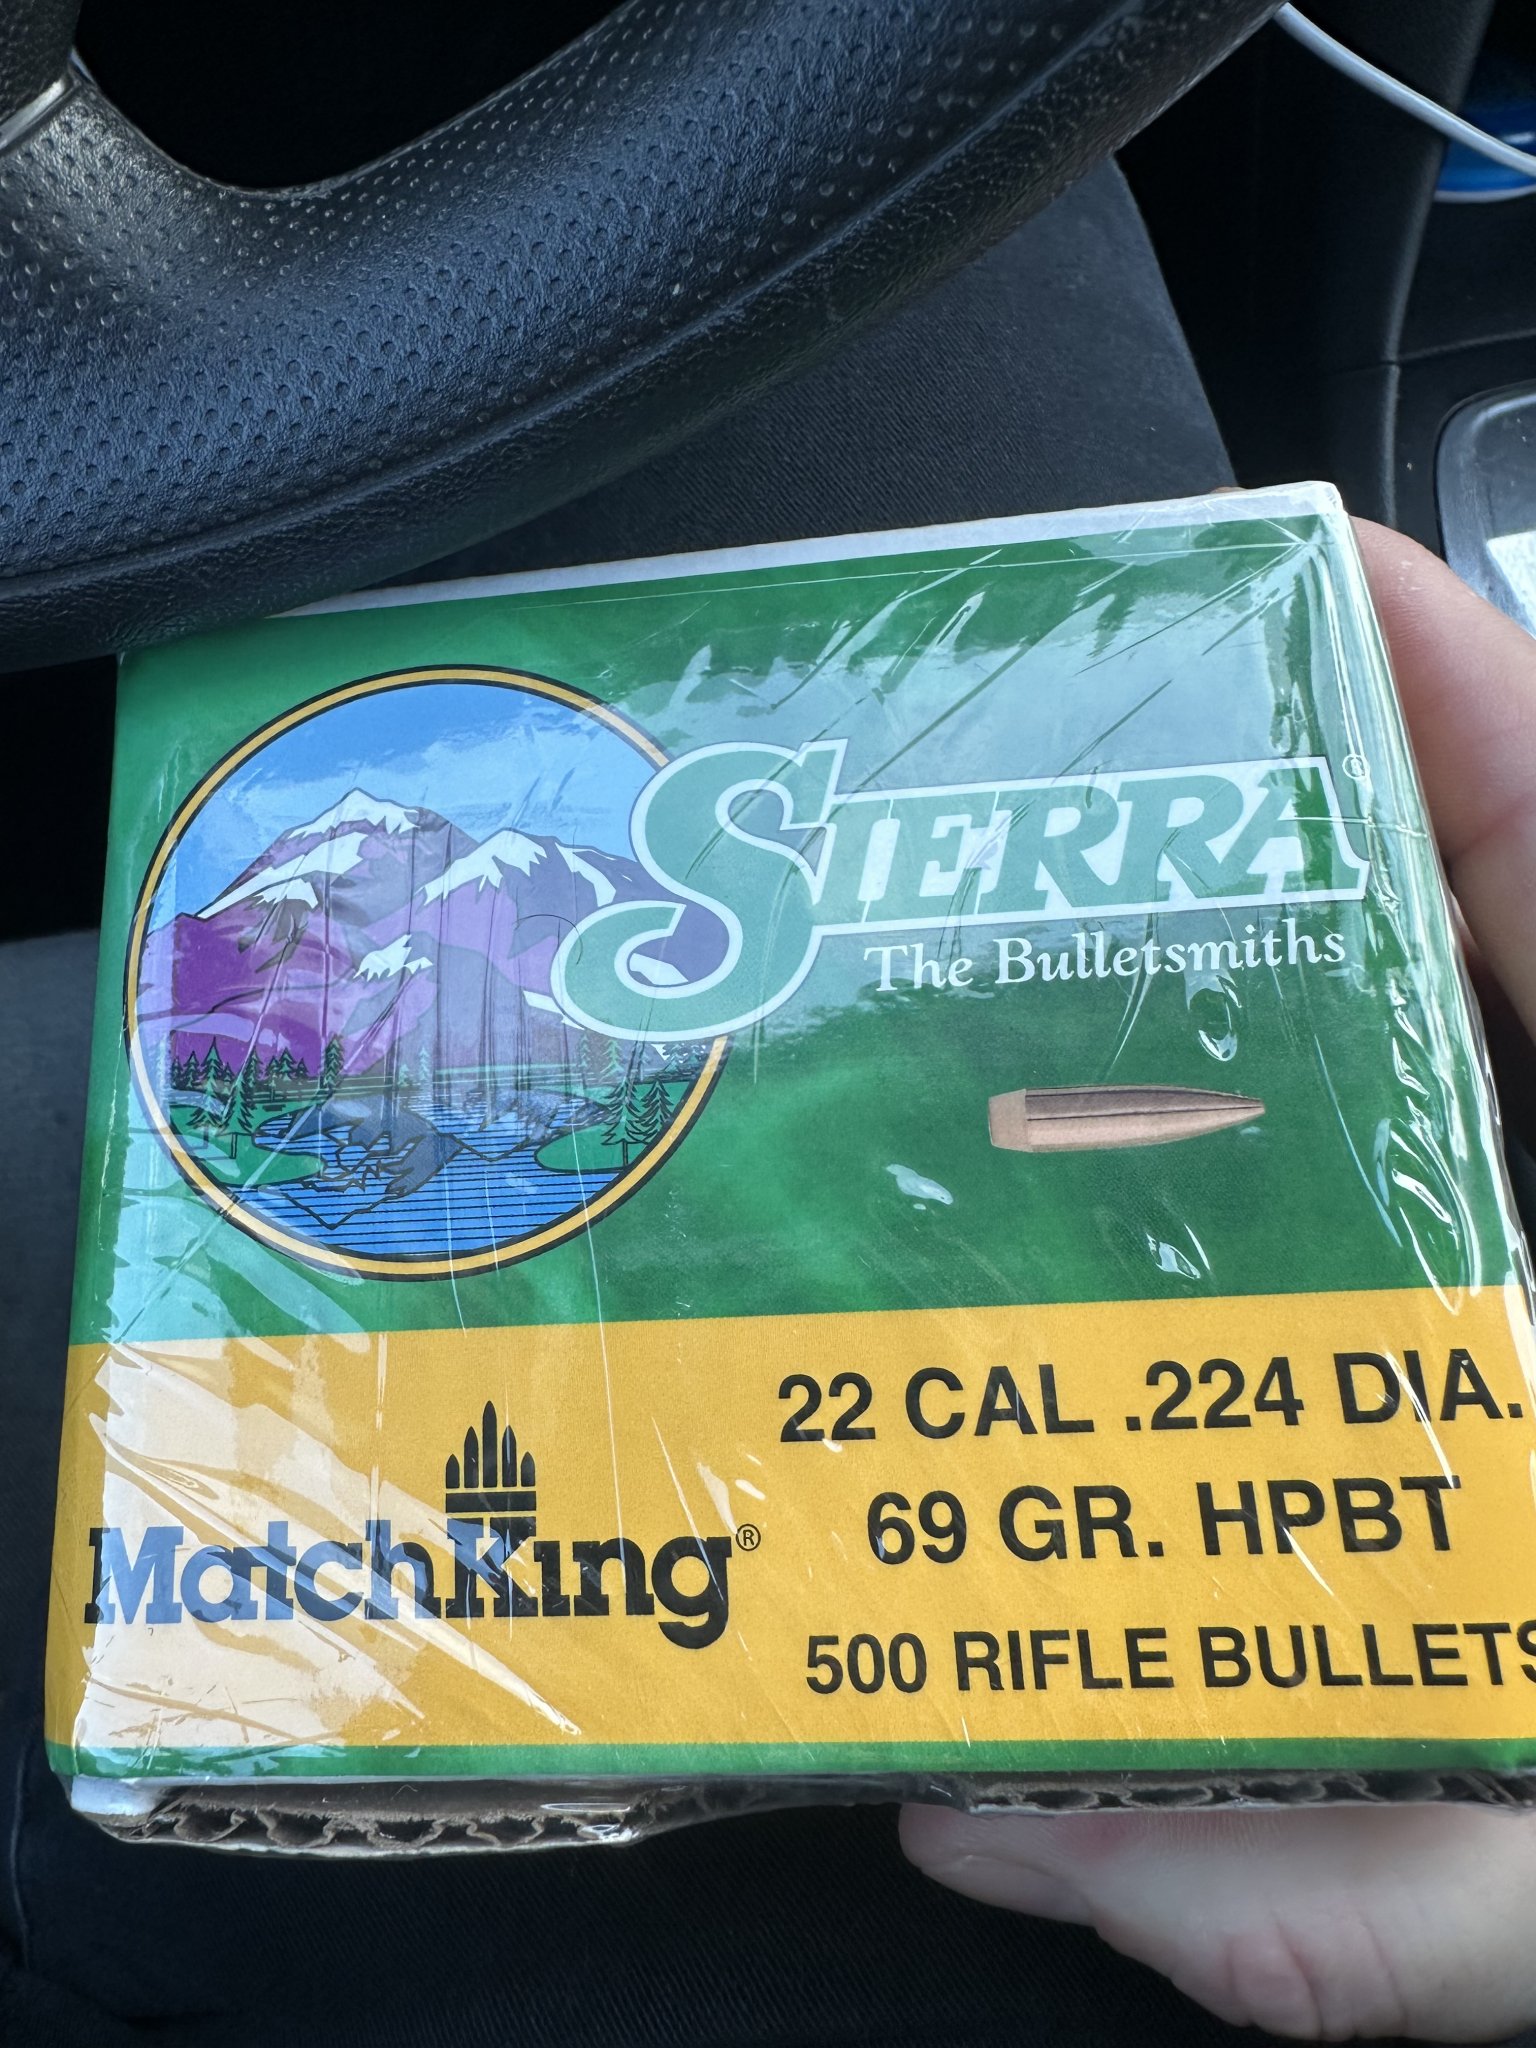 SIERRA®
The Bulletsmiths
22 CAL .224 DIA.
69 GR. HPBT
MatchKing®
500 RIFLE BULLETS